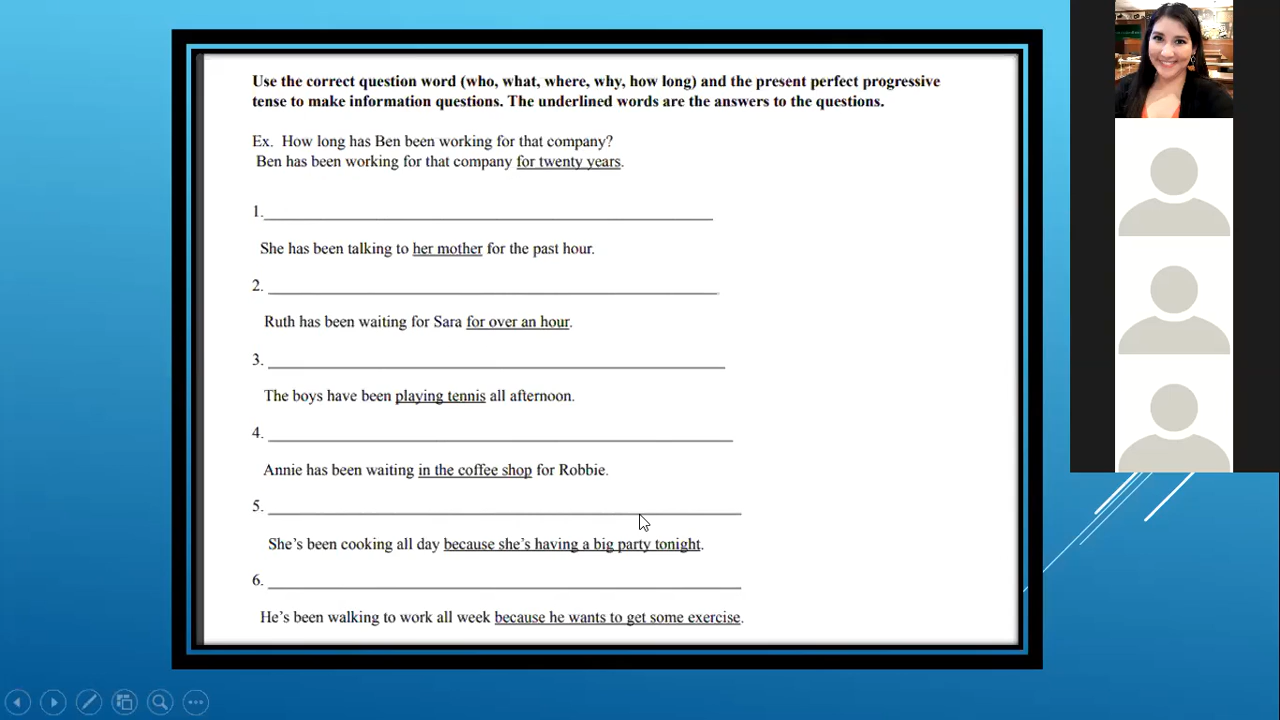 Use the correct question word (who, what, where, why, how long) and the present perfect progressive
tense to make information questions. The underlined words are the answers to the questions.
Ex. How long has Ben been working for that company?
Ben has been working for that company for twenty years.
1.
She has been talking to her mother for the past hour.
2.
Ruth has been waiting for Sara for over an hour.
3.
The boys have been playing tennis all afternoon.
4.
Annie has been waiting in the coffee shop for Robbie.
5.
She’s been cooking all day because she’s having a big party tonight.
6.
He’s been walking to work all week because he wants to get some exercise.